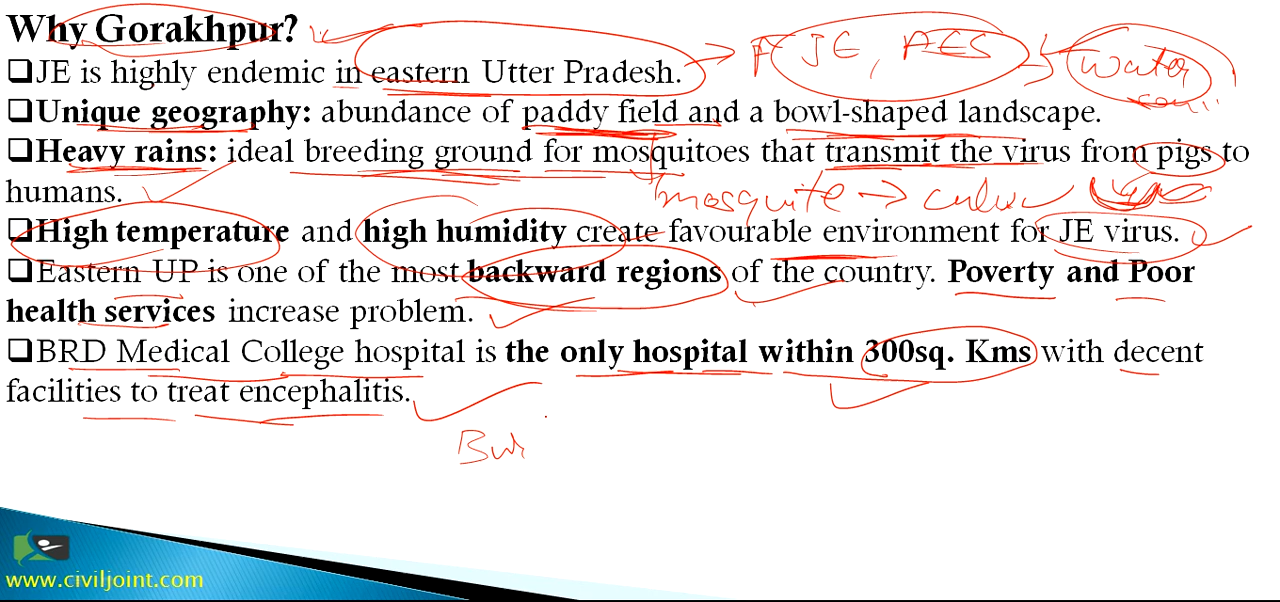 Why Gorakhpur?
❑JE is highly endemic in eastern Utter Pradesh.
JE, AES
water
❑Unique geography: abundance of paddy field and a bowl-shaped landscape.
❑Heavy rains: ideal breeding ground for mosquitoes that transmit the virus from pigs to
humans.
mosquite →
❑High temperature and high humidity create favourable environment for JE virus.
❑Eastern UP is one of the most backward regions of the country. Poverty and Poor
health services increase problem.
❑BRD Medical College hospital is the only hospital within 300sq. Kms with decent
facilities to treat encephalitis.
www.civiljoint.com